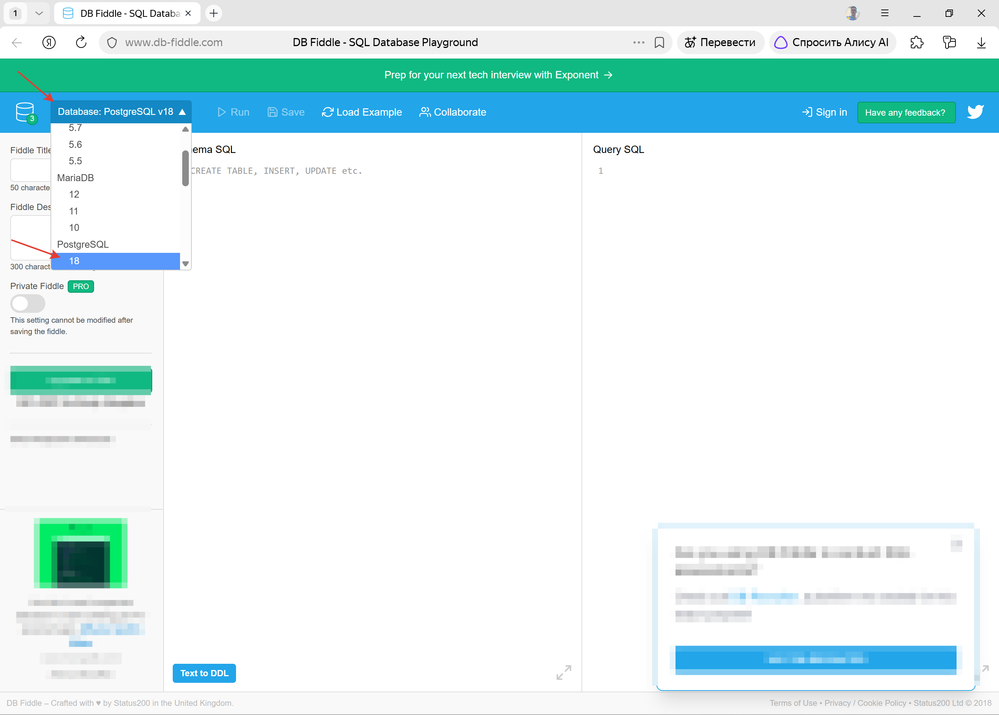 1
DB Fiddle - SQL Databa
www.db-fiddle.com
DB Fiddle - SQL Database Playground
Перевести
Спросить Алису AI
Prep for your next tech interview with Exponent →
3
Database: PostgreSQL v18 ▲
Run
Save
Load Example
Collaborate
Sign in
Have any feedback?
5.7
5.6
5.5
MariaDB
12
11
10
PostgreSQL
18
Fiddle Title
50 characte
Fiddle Des
300 charact
Private Fiddle PRO
This setting cannot be modified after
saving the fiddle.
ema SQL
CREATE TABLE, INSERT, UPDATE etc.
Query SQL
1
Text to DDL
DB Fiddle – Crafted with ♥ by Status200 in the United Kingdom.
Terms of Use • Privacy / Cookie Policy • Status200 Ltd © 2018